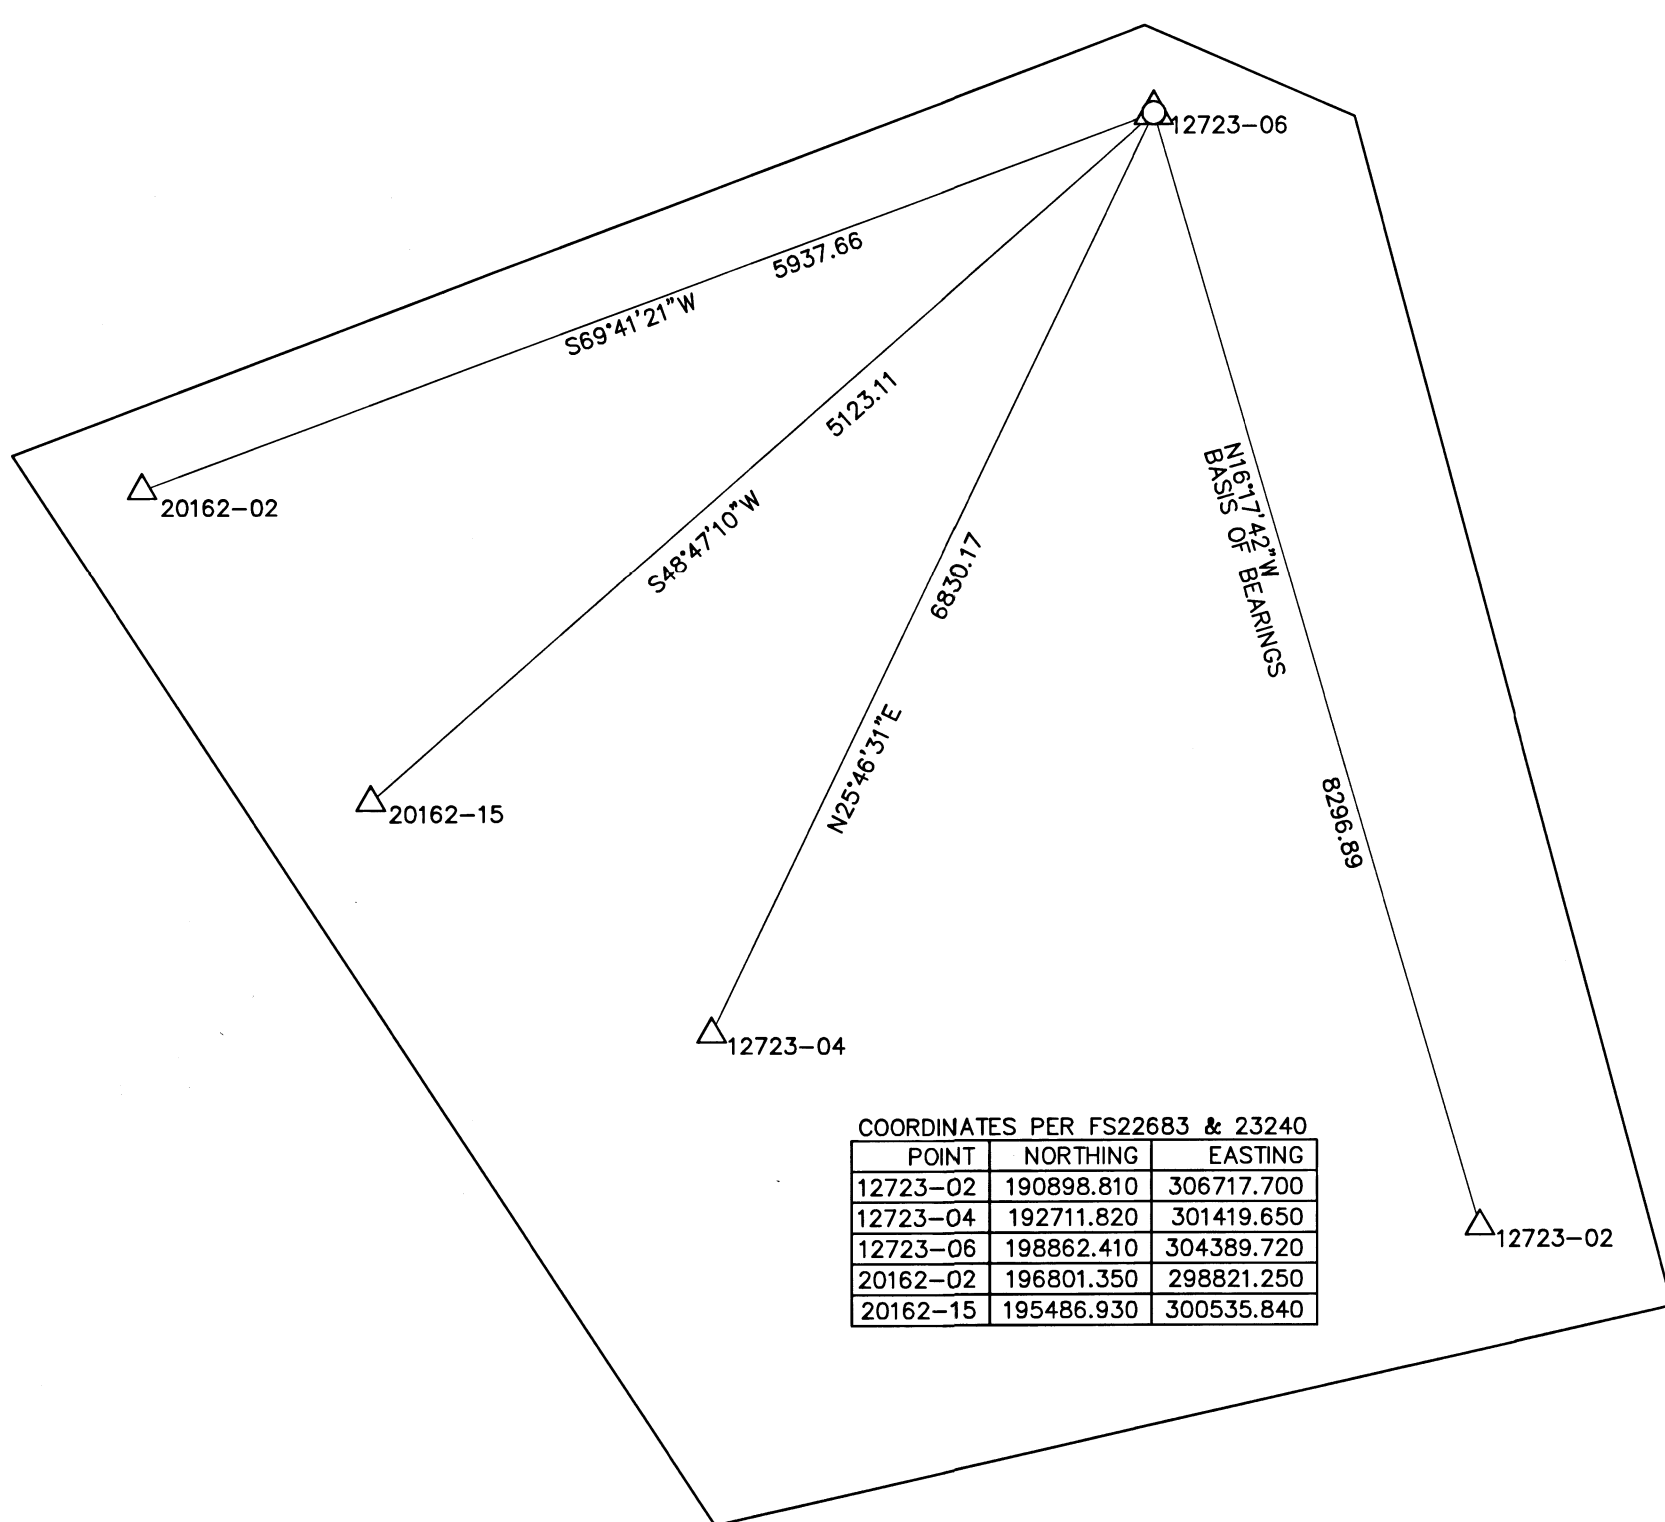 12723-06
5937.66
S69°41'21"W
5123.11
S48°47'10"W
20162-02
N16°17'42"W
BASIS OF BEARINGS
6830.17
N25°46'31"E
8296.89
20162-15
12723-04
12723-02
COORDINATES PER FS22683 & 23240
POINT NORTHING EASTING
12723-02 190898.810 306717.700
12723-04 192711.820 301419.650
12723-06 198862.410 304389.720
20162-02 196801.350 298821.250
20162-15 195486.930 300535.840